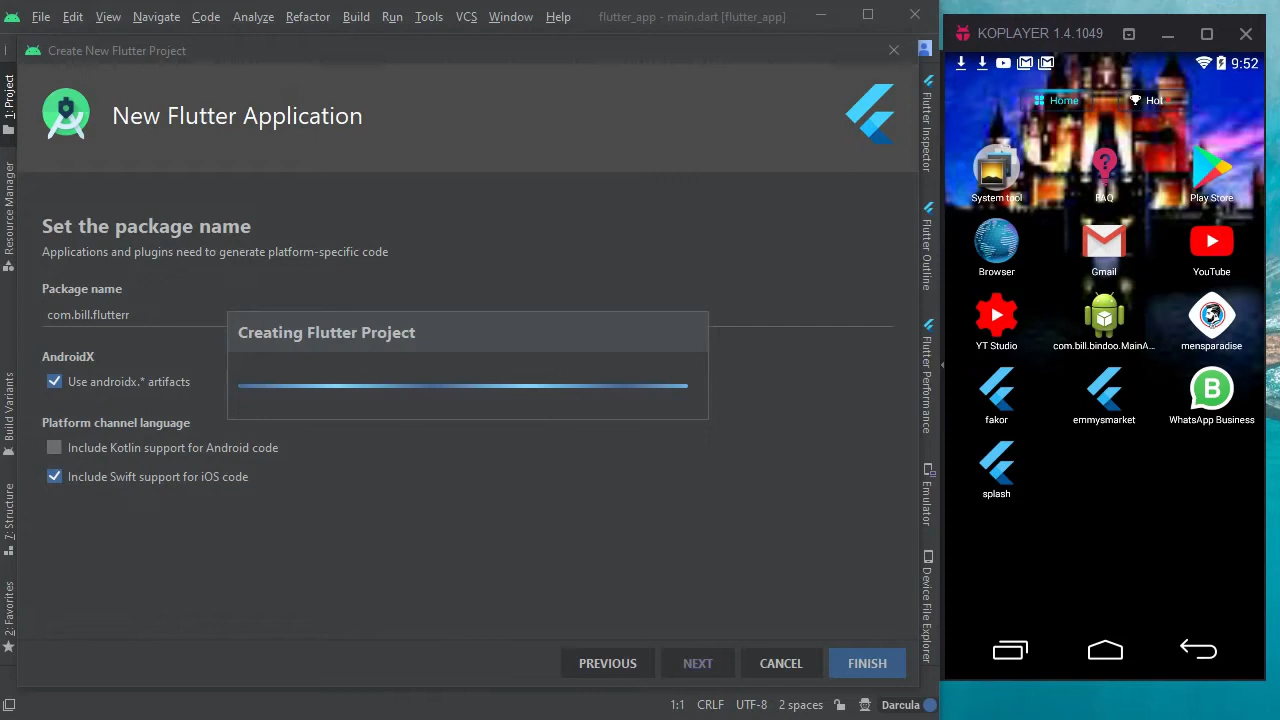 File Edit View Navigate Code Analyze Refactor Build Run Tools VCS Window Help flutter_app - main.dart [flutter_app]
Create New Flutter Project
New Flutter Application
Set the package name
Applications and plugins need to generate platform-specific code
Package name
com.bill.flutterr
Creating Flutter Project
AndroidX
Use androidx.* artifacts
Platform channel language
Include Kotlin support for Android code
Include Swift support for iOS code
PREVIOUS NEXT CANCEL FINISH
1:1 CRLF UTF-8 2 spaces Darcula
1: Project
Resource Manager
Build Variants
7: Structure
2: Favorites
Flutter Inspector
Flutter Outline
Flutter Performance
Emulator
Device File Explorer
KOPLAYER 1.4.1049
9:52
Home Hot
System tool FAQ Play Store
Browser Gmail YouTube
YT Studio com.bill.bindoo.MainA... mensparadise
fakor emmysmarket WhatsApp Business
splash